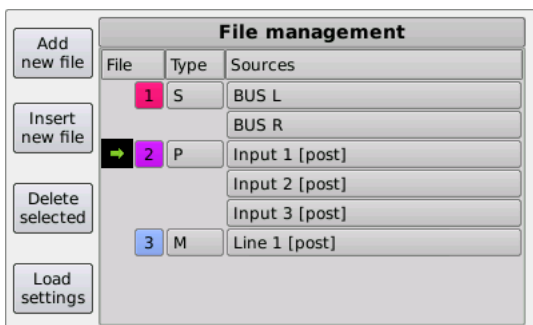 Add
new file
Insert
new file
Delete
selected
Load
settings
File management
File Type Sources
1 S BUS L
BUS R
2 P Input 1 [post]
Input 2 [post]
Input 3 [post]
3 M Line 1 [post]